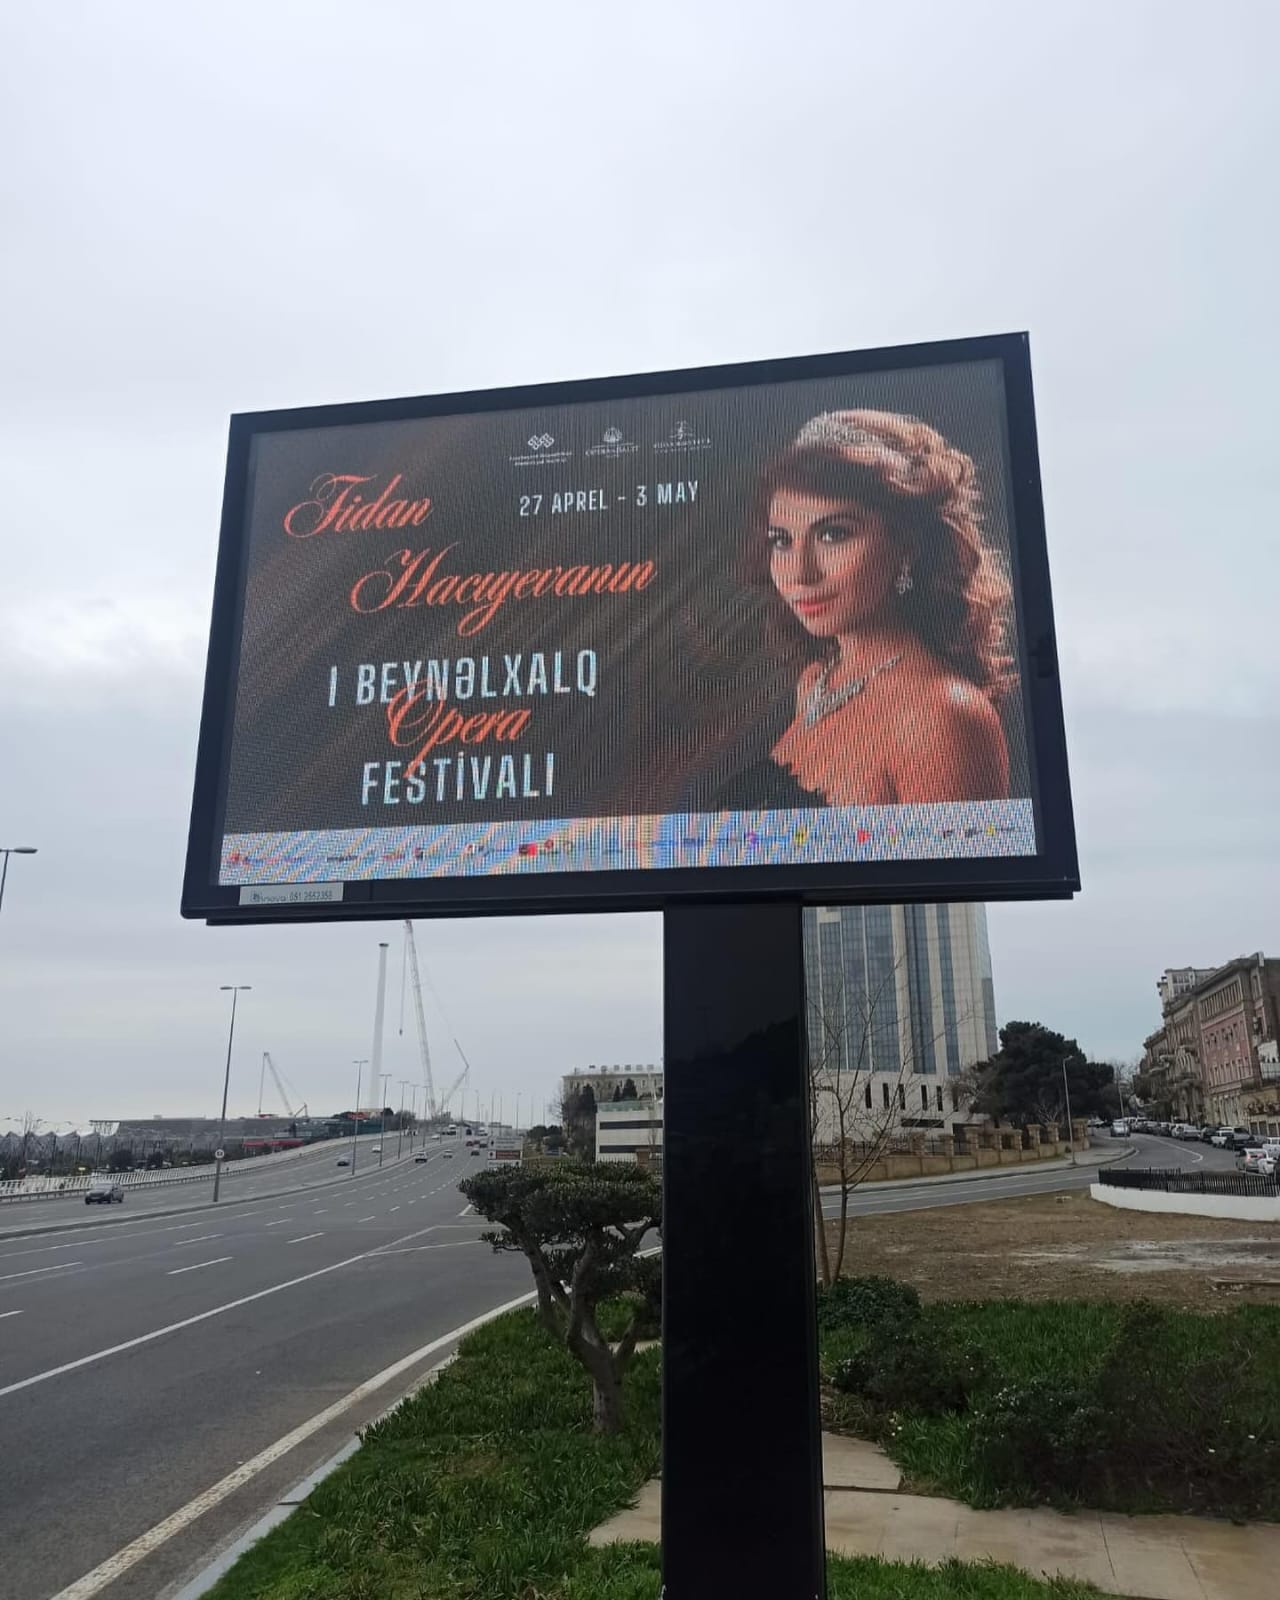 27 APREL - 3 MAY
Fidan
Hacıyevanın
I BEYNƏLXALQ
Opera
FESTİVALI